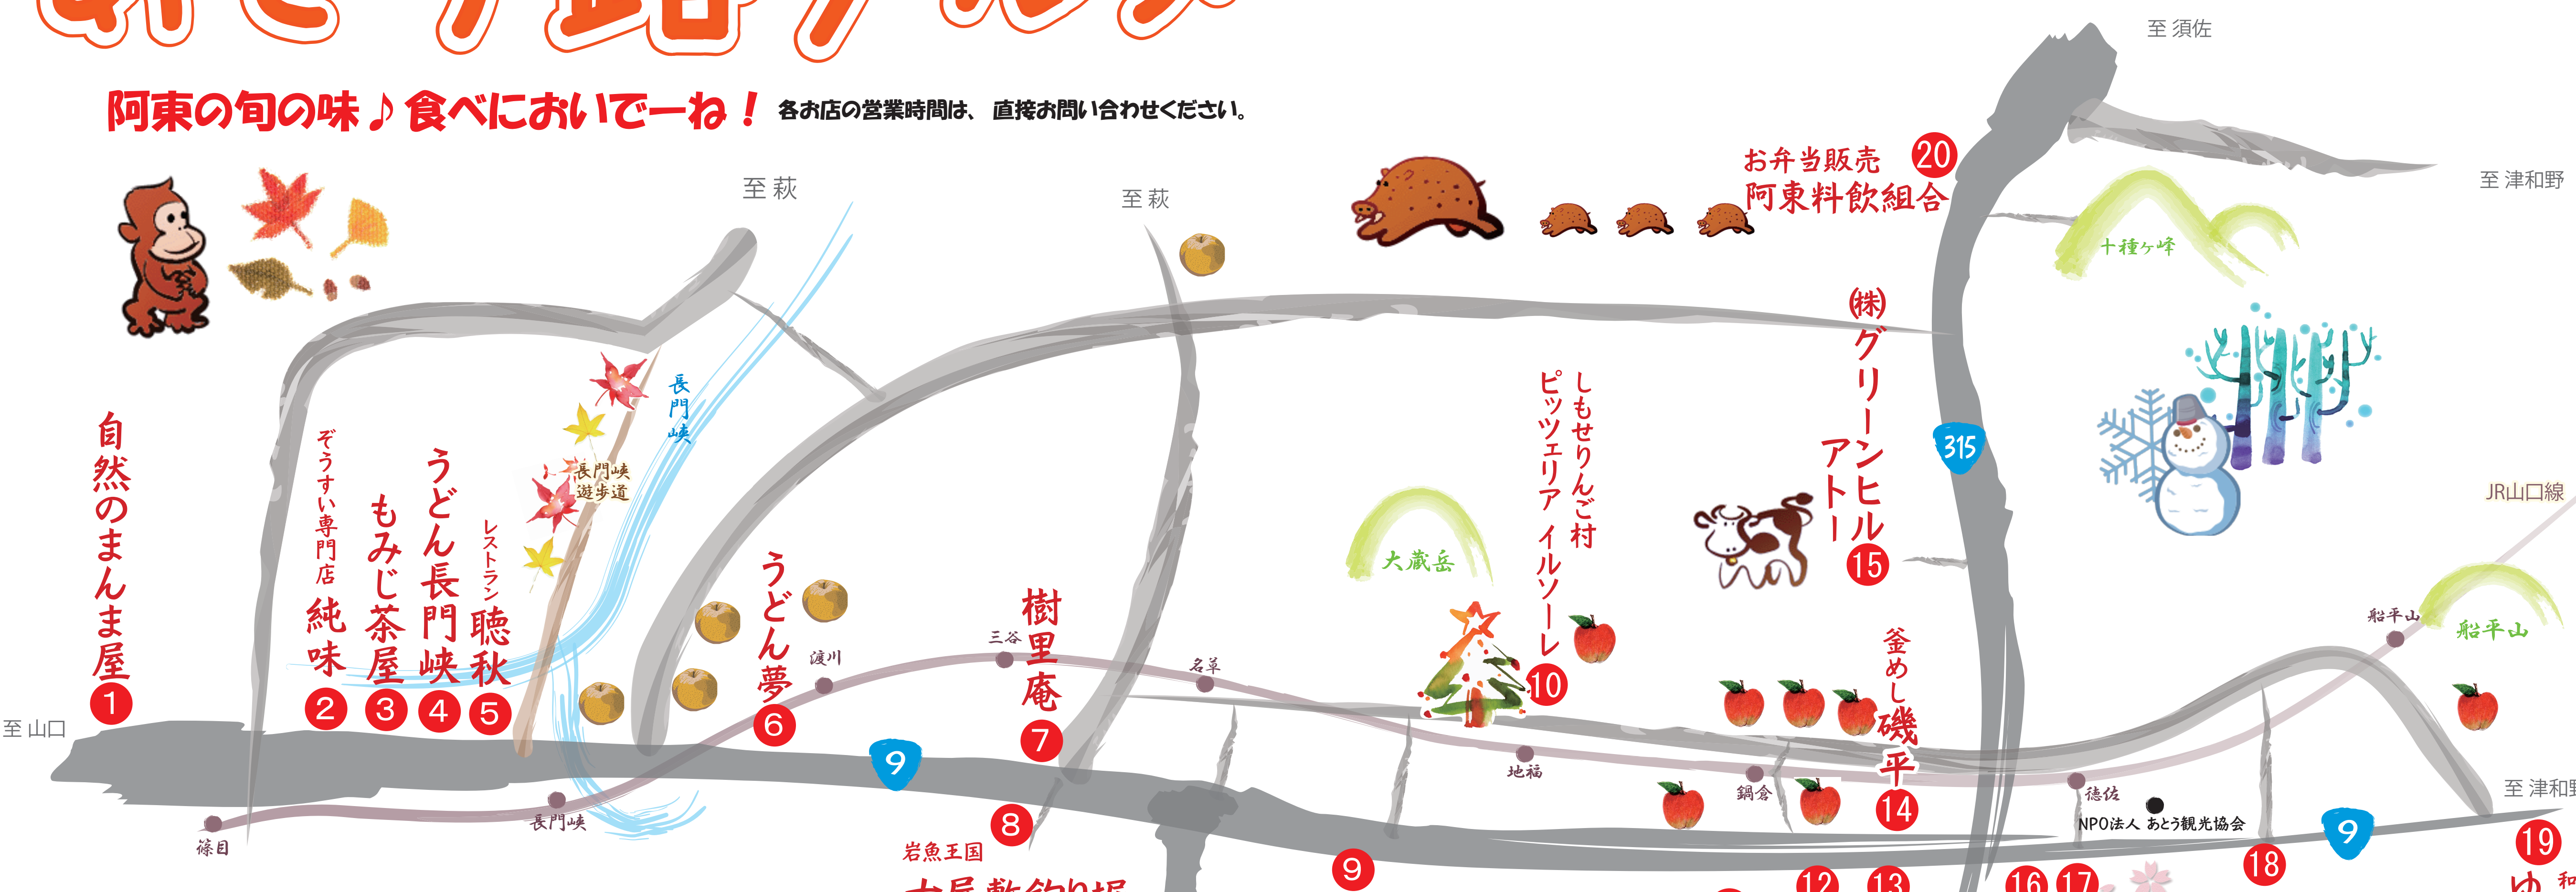 阿東の旬の味♪食べにおいでーね！
各お店の営業時間は、直接お問い合わせください。
至 須佐
至 津和野
お弁当販売
阿東料飲組合
20
至 萩
至 萩
十種ヶ峰
㈱グリーンヒル
アトー
15
315
長門峡
長門峡
遊歩道
自然のまんま屋
1
ぞうすい専門店 純味
2
もみじ茶屋
3
うどん長門峡
4
レストラン 聴秋
5
うどん夢
6
樹里庵
7
大蔵岳
しもせりんご村
ピッツェリア イルソーレ
10
釜めし 磯平
14
JR山口線
船平山
船平山
至 山口
渡川
三谷
名草
9
地福
鍋倉
徳佐
NPO法人 あとう観光協会
至 津和野
篠目
長門峡
8
岩魚王国
9
12
13
16
17
18
9
19